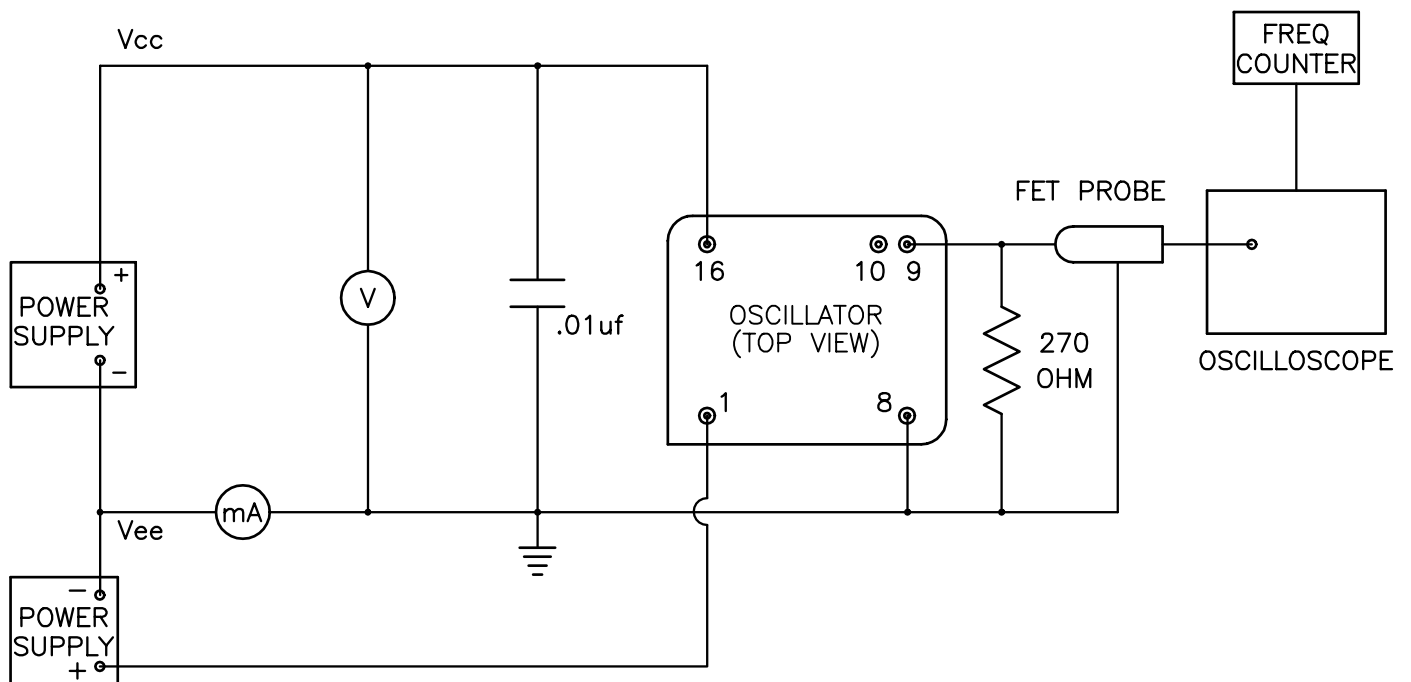 Vcc
FREQ
COUNTER
FET PROBE
+
POWER
SUPPLY
−
V
.01uf
16
10 9
OSCILLATOR
(TOP VIEW)
1
8
270
OHM
OSCILLOSCOPE
mA
Vee
−
POWER
SUPPLY
+